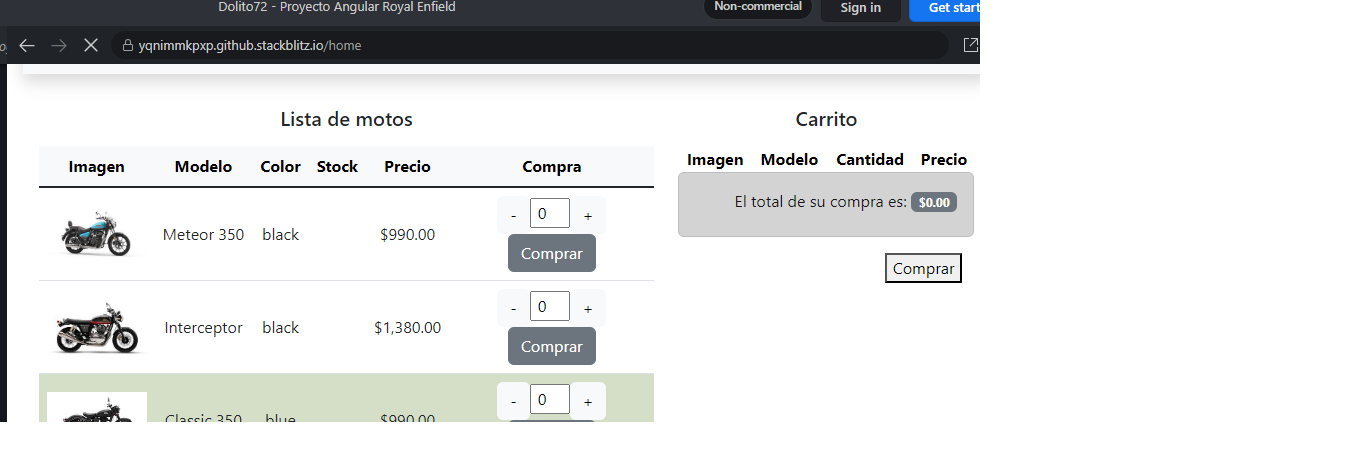 Dolito72 - Proyecto Angular Royal Enfield
Non-commercial
Sign in
Get start
yqnimmkpxp.github.stackblitz.io/home
Lista de motos
Imagen Modelo Color Stock Precio Compra
Meteor 350 black $990.00 - 0 +
Comprar
Interceptor black $1,380.00 - 0 +
Comprar
Classic 350 blue $990.00 - 0 +
Carrito
Imagen Modelo Cantidad Precio
El total de su compra es: $0.00
Comprar